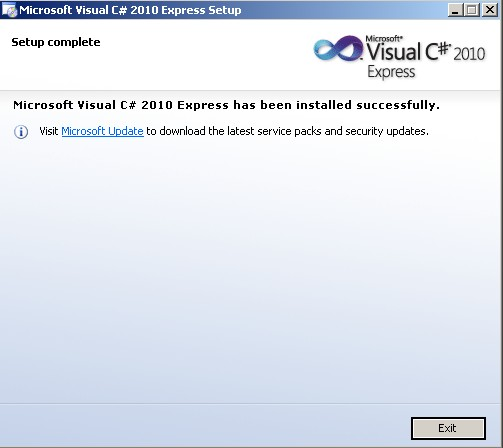 Microsoft Visual C# 2010 Express Setup
Setup complete
Microsoft®
Visual C#® 2010
Express
Microsoft Visual C# 2010 Express has been installed successfully.
Visit Microsoft Update to download the latest service packs and security updates.
Exit